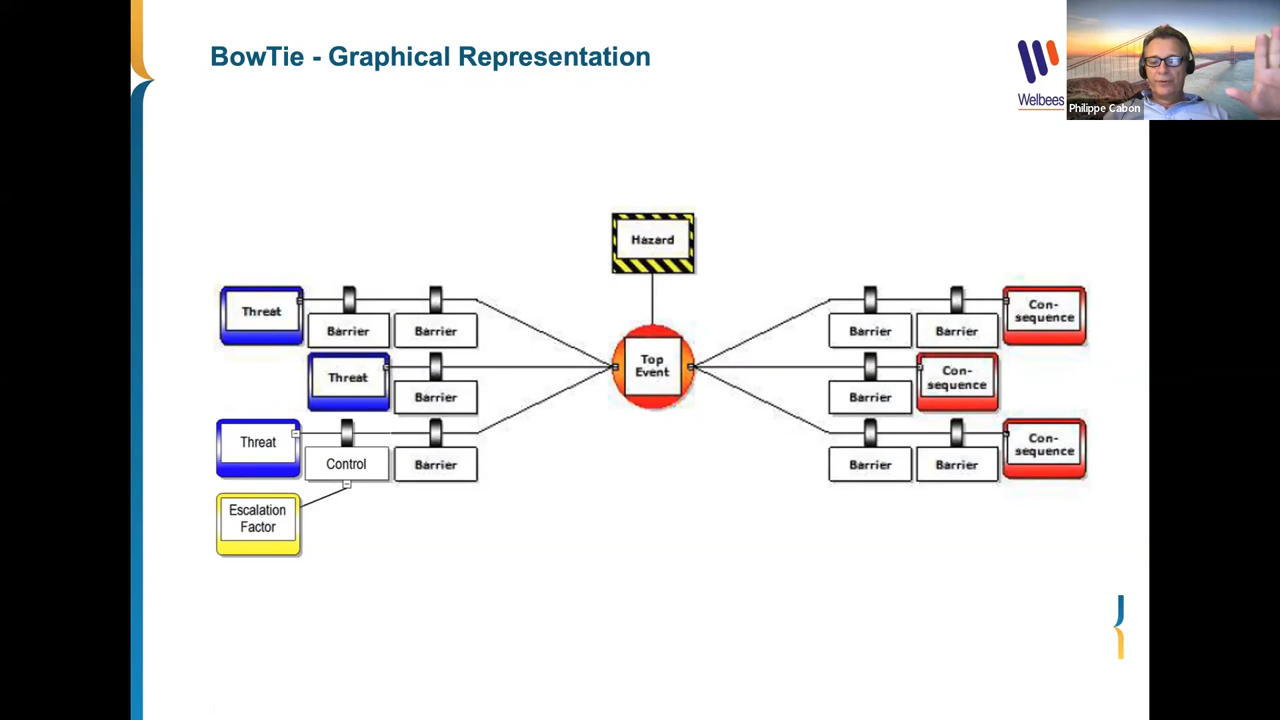 BowTie - Graphical Representation
Welbees
Philippe Cabon
Hazard
Threat
Barrier
Barrier
Top
Event
Barrier
Barrier
Con-
sequence
Threat
Barrier
Barrier
Con-
sequence
Threat
Control
Barrier
Barrier
Barrier
Con-
sequence
Escalation
Factor